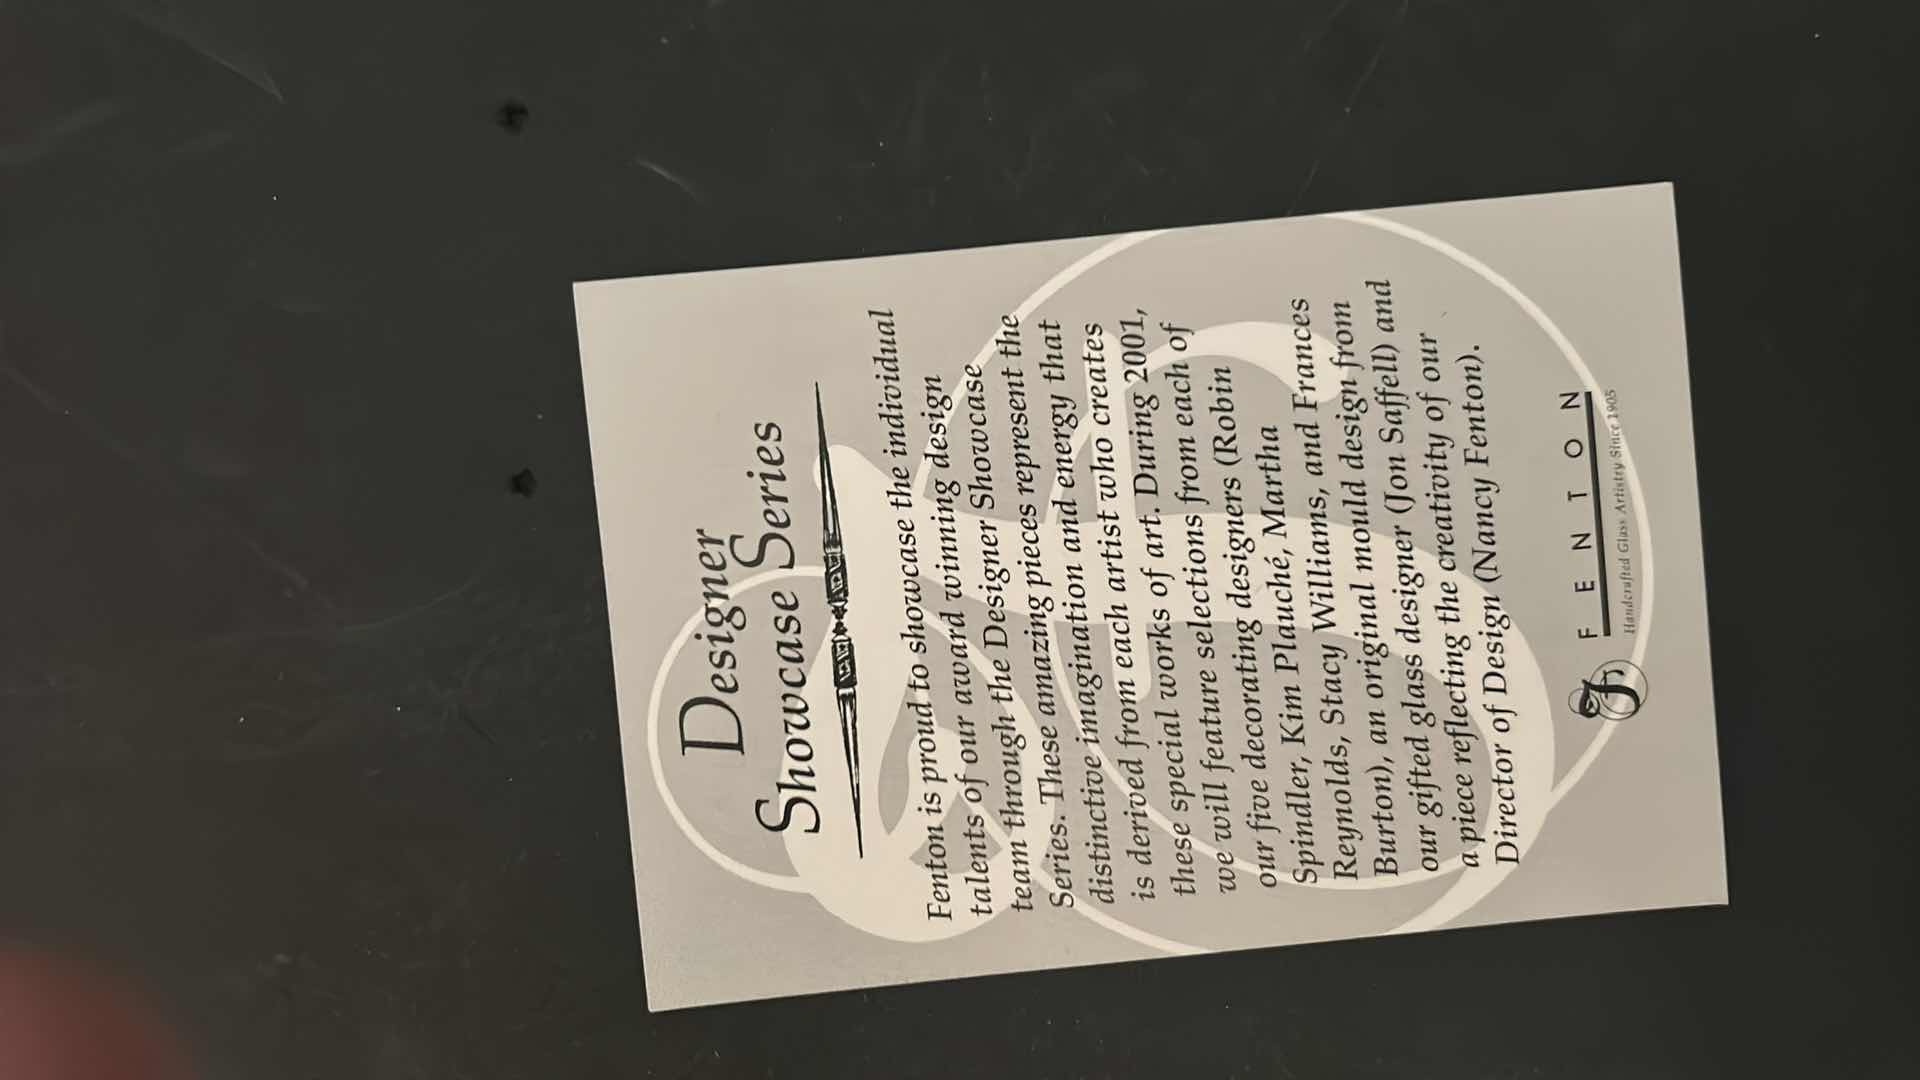 Designer
Showcase Series
Fenton is proud to showcase the individual
talents of our award winning design
team through the Designer Showcase
Series. These amazing pieces represent the
distinctive imagination and energy that
is derived from each artist who creates
these special works of art. During 2001,
we will feature selections from each of
our five decorating designers (Robin
Spindler, Kim Plauché, Martha
Reynolds, Stacy Williams, and Frances
Burton), an original mould design from
our gifted glass designer (Jon Saffell) and
a piece reflecting the creativity of our
Director of Design (Nancy Fenton).
F
FENTON
Handcrafted Glass Artistry Since 1905